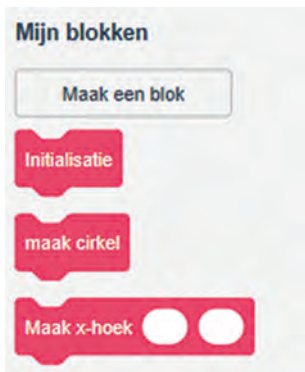 Mijn blokken
Maak een blok
Initialisatie
maak cirkel
Maak x-hoek